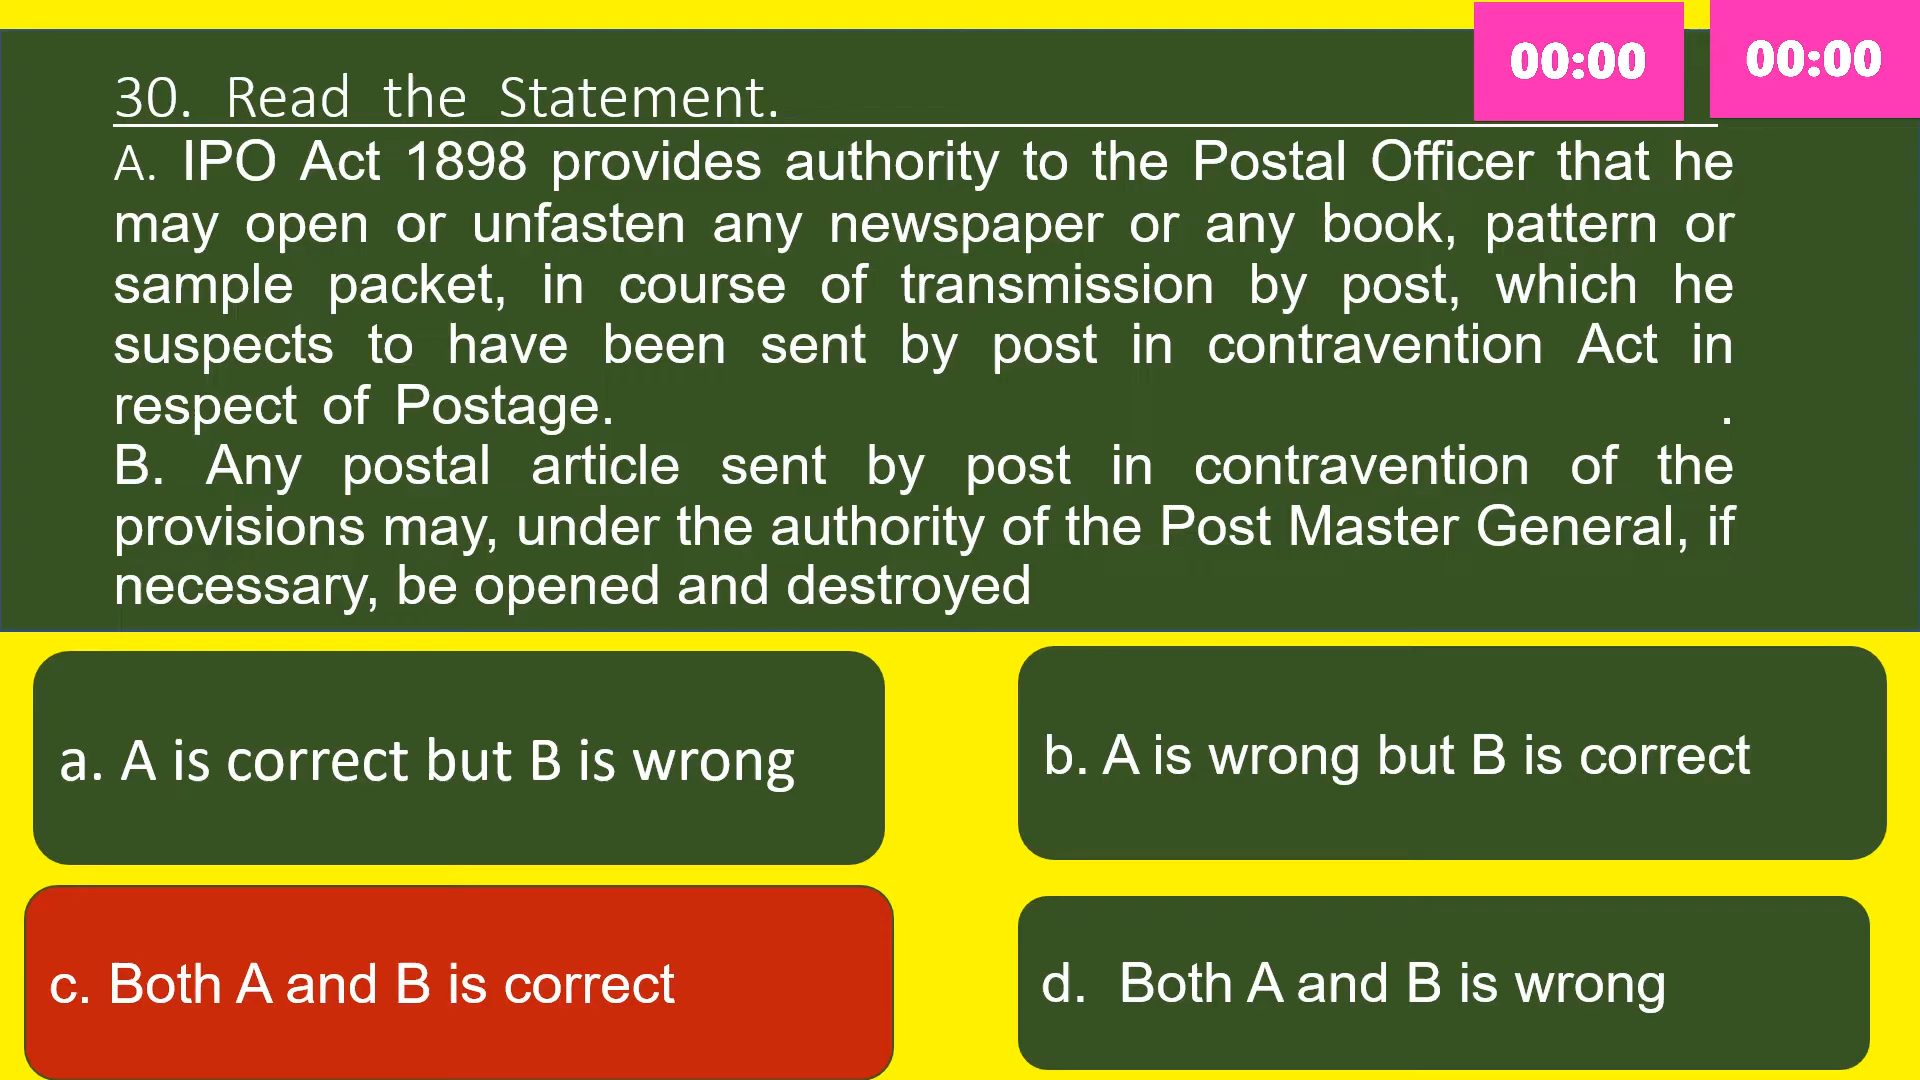 00:00
00:00
30. Read the Statement.
A. IPO Act 1898 provides authority to the Postal Officer that he
may open or unfasten any newspaper or any book, pattern or
sample packet, in course of transmission by post, which he
suspects to have been sent by post in contravention Act in
respect of Postage. .
B. Any postal article sent by post in contravention of the
provisions may, under the authority of the Post Master General, if
necessary, be opened and destroyed
a. A is correct but B is wrong
b. A is wrong but B is correct
c. Both A and B is correct
d. Both A and B is wrong